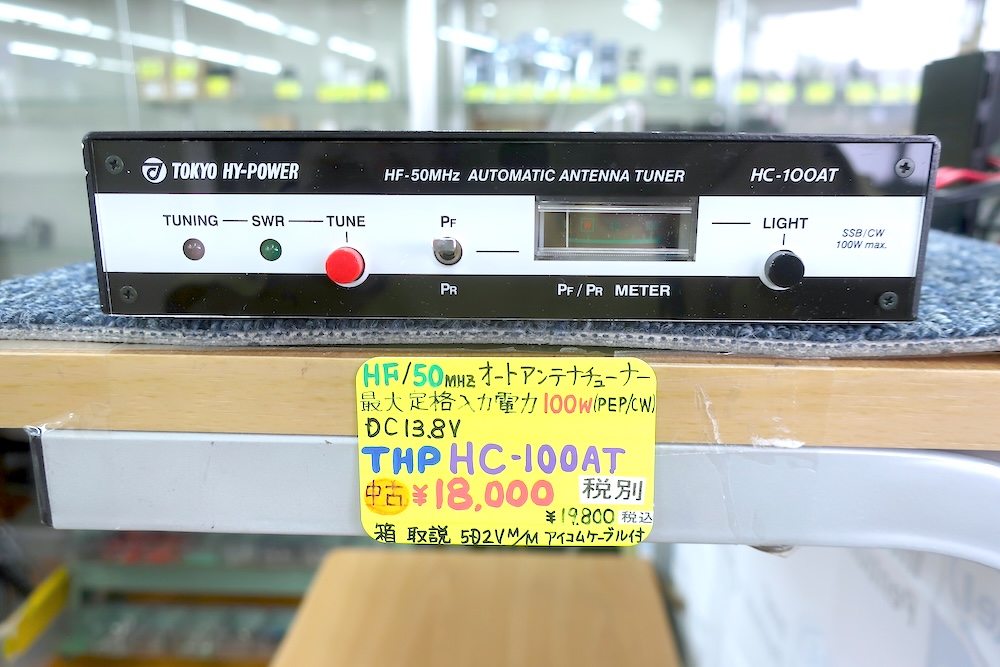 TOKYO HY-POWER HF-50MHz AUTOMATIC ANTENNA TUNER HC-100AT
TUNING SWR TUNE PF LIGHT SSB/CW
100W max.
PR PF/PR METER
HF/50MHZ オートアンテナチューナー
最大定格入力電力100W(PEP/CW)
DC13.8V
THP HC-100AT
中古 ¥18,000 税別
¥19,800 税込
箱 取説 5D2V M/M アイコムケーブル付